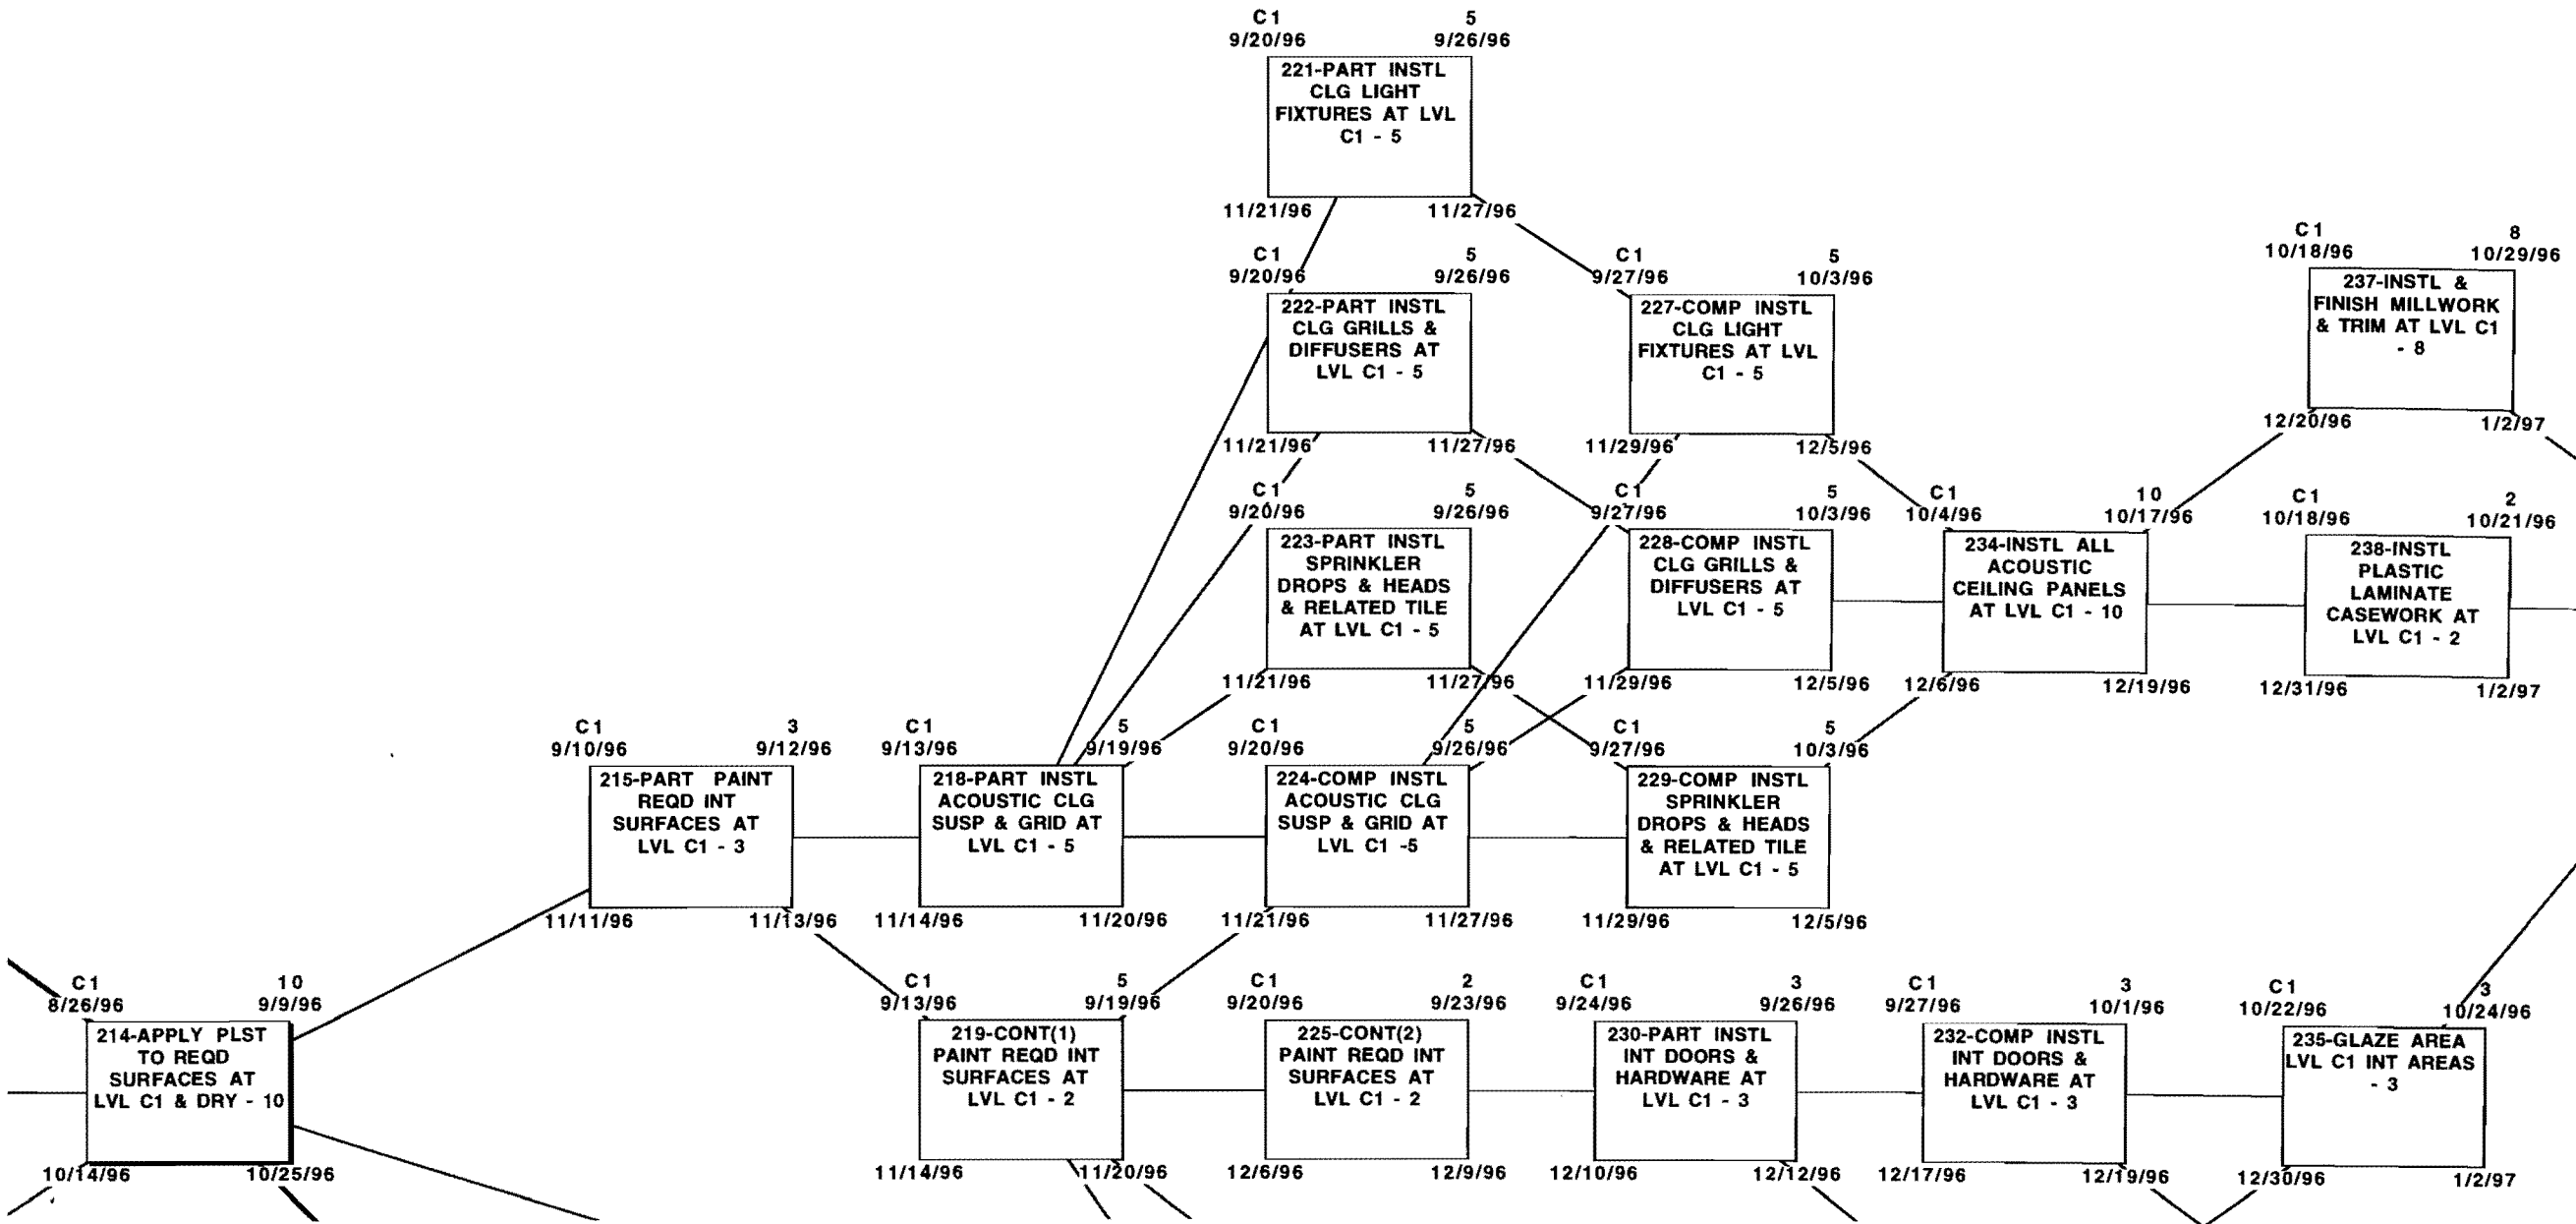 C1 5
9/20/96 9/26/96
221-PART INSTL
CLG LIGHT
FIXTURES AT LVL
C1 - 5
11/21/96 11/27/96
C1 5
9/20/96 9/26/96
222-PART INSTL
CLG GRILLS &
DIFFUSERS AT
LVL C1 - 5
11/21/96 11/27/96
C1 5
9/27/96 10/3/96
227-COMP INSTL
CLG LIGHT
FIXTURES AT LVL
C1 - 5
11/29/96 12/5/96
C1 8
10/18/96 10/29/96
237-INSTL &
FINISH MILLWORK
& TRIM AT LVL C1
- 8
12/20/96 1/2/97
C1 5
9/20/96 9/26/96
223-PART INSTL
SPRINKLER
DROPS & HEADS
& RELATED TILE
AT LVL C1 - 5
11/21/96 11/27/96
C1 5
9/27/96 10/3/96
228-COMP INSTL
CLG GRILLS &
DIFFUSERS AT
LVL C1 - 5
11/29/96 12/5/96
C1 10
10/4/96 10/17/96
234-INSTL ALL
ACOUSTIC
CEILING PANELS
AT LVL C1 - 10
12/6/96 12/19/96
C1 2
10/18/96 10/21/96
238-INSTL
PLASTIC
LAMINATE
CASEWORK AT
LVL C1 - 2
12/31/96 1/2/97
C1 3
9/10/96 9/12/96
215-PART PAINT
REQD INT
SURFACES AT
LVL C1 - 3
11/11/96 11/13/96
C1 5
9/13/96 9/19/96
218-PART INSTL
ACOUSTIC CLG
SUSP & GRID AT
LVL C1 - 5
11/14/96 11/20/96
C1 5
9/20/96 9/26/96
224-COMP INSTL
ACOUSTIC CLG
SUSP & GRID AT
LVL C1 -5
11/21/96 11/27/96
C1 5
9/27/96 10/3/96
229-COMP INSTL
SPRINKLER
DROPS & HEADS
& RELATED TILE
AT LVL C1 - 5
11/29/96 12/5/96
C1 10
8/26/96 9/9/96
214-APPLY PLST
TO REQD
SURFACES AT
LVL C1 & DRY - 10
10/14/96 10/25/96
C1 5
9/13/96 9/19/96
219-CONT(1)
PAINT REQD INT
SURFACES AT
LVL C1 - 2
11/14/96 11/20/96
C1 2
9/20/96 9/23/96
225-CONT(2)
PAINT REQD INT
SURFACES AT
LVL C1 - 2
12/6/96 12/9/96
C1 3
9/24/96 9/26/96
230-PART INSTL
INT DOORS &
HARDWARE AT
LVL C1 - 3
12/10/96 12/12/96
C1 3
9/27/96 10/1/96
232-COMP INSTL
INT DOORS &
HARDWARE AT
LVL C1 - 3
12/17/96 12/19/96
C1 3
10/22/96 10/24/96
235-GLAZE AREA
LVL C1 INT AREAS
- 3
12/30/96 1/2/97